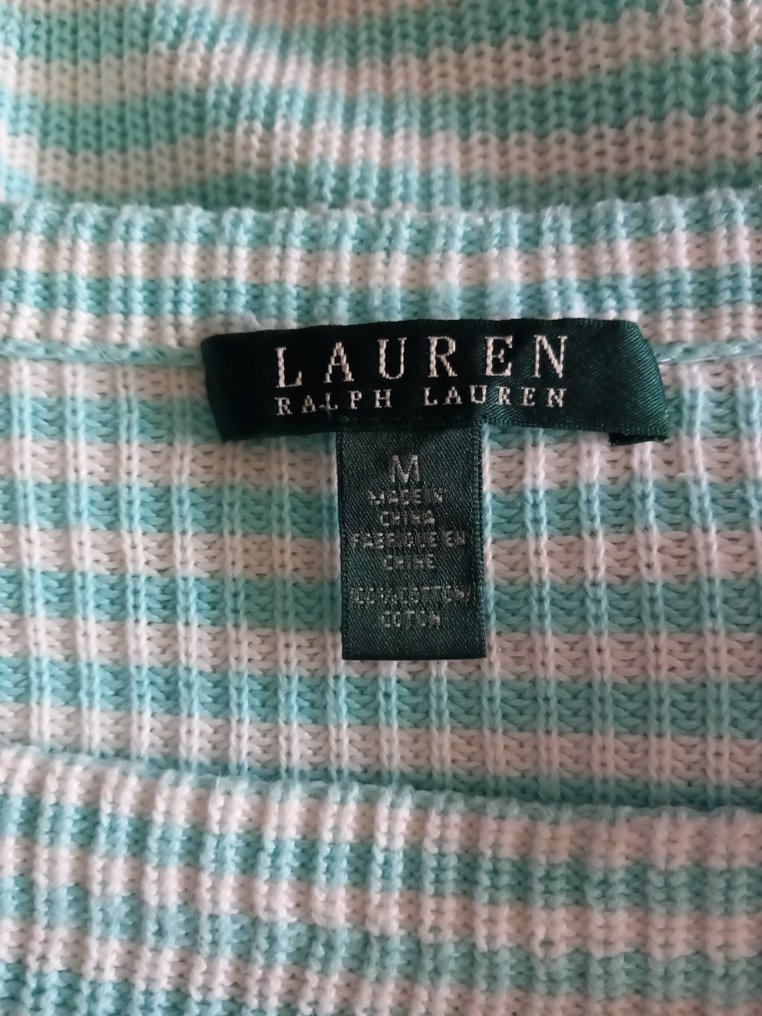 LAUREN
RALPH LAUREN
M
MADE IN
CHINA
FABRIQUE EN
CHINE
100% COTTON/
COTON